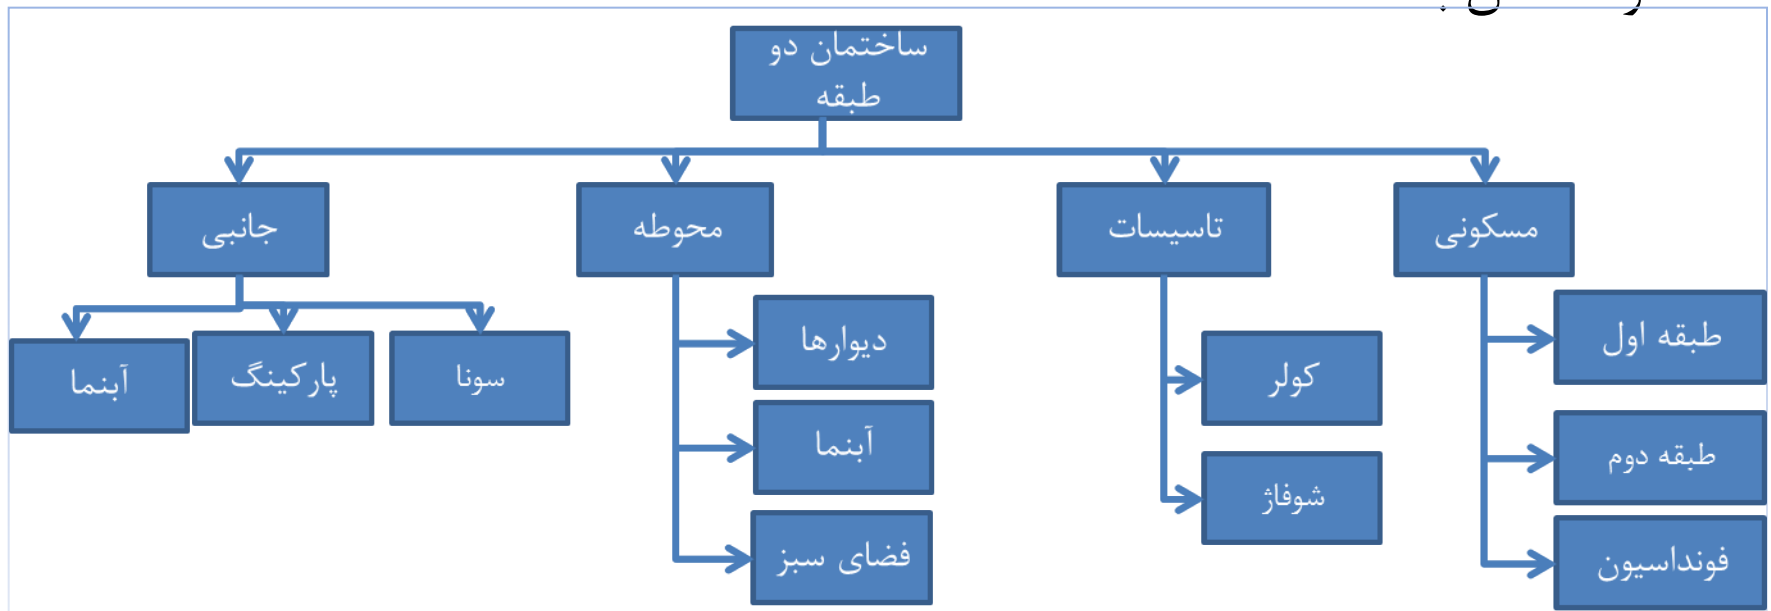 ساختمان دو
طبقه
مسکونی
تاسیسات
محوطه
جانبی
طبقه اول
طبقه دوم
فونداسیون
کولر
شوفاژ
دیوارها
آبنما
فضای سبز
سونا
پارکینگ
آبنما